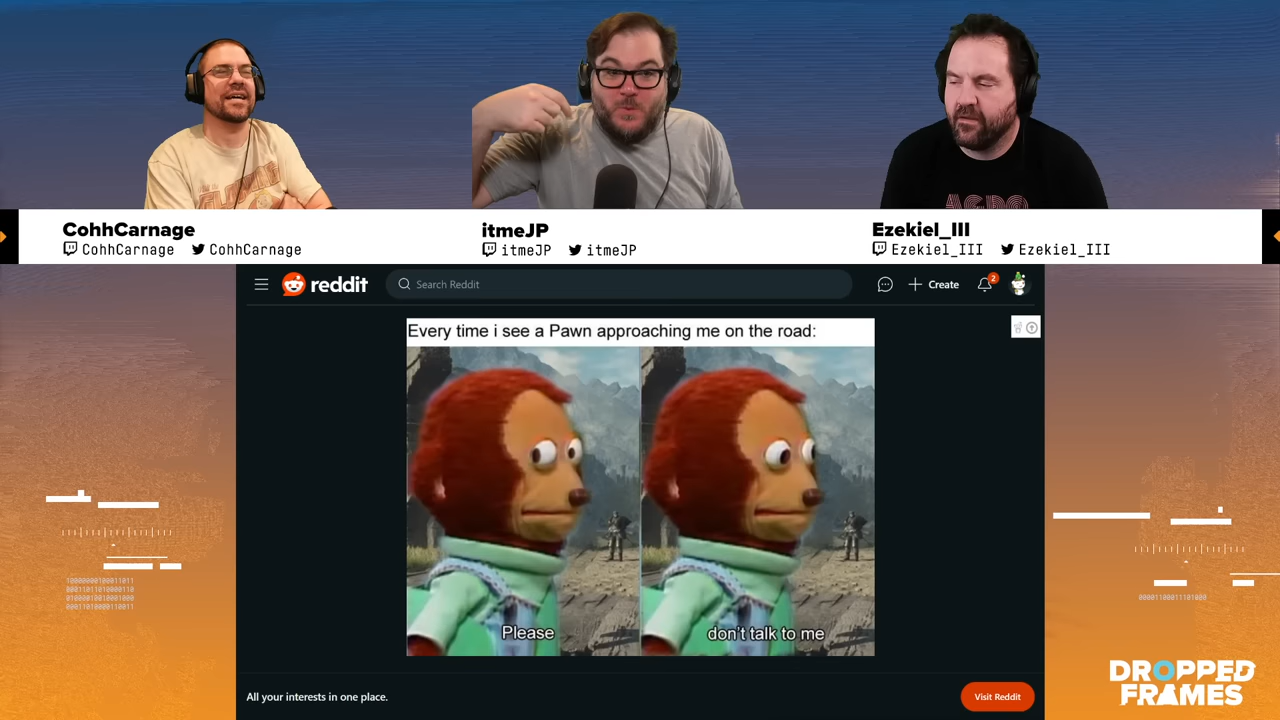 CohhCarnage
CohhCarnage CohhCarnage
itmeJP
itmeJP itmeJP
Ezekiel_III
Ezekiel_III Ezekiel_III
reddit
Search Reddit
Create
2
Every time i see a Pawn approaching me on the road:
Please
don't talk to me
All your interests in one place.
Visit Reddit
DROPPED
FRAMES